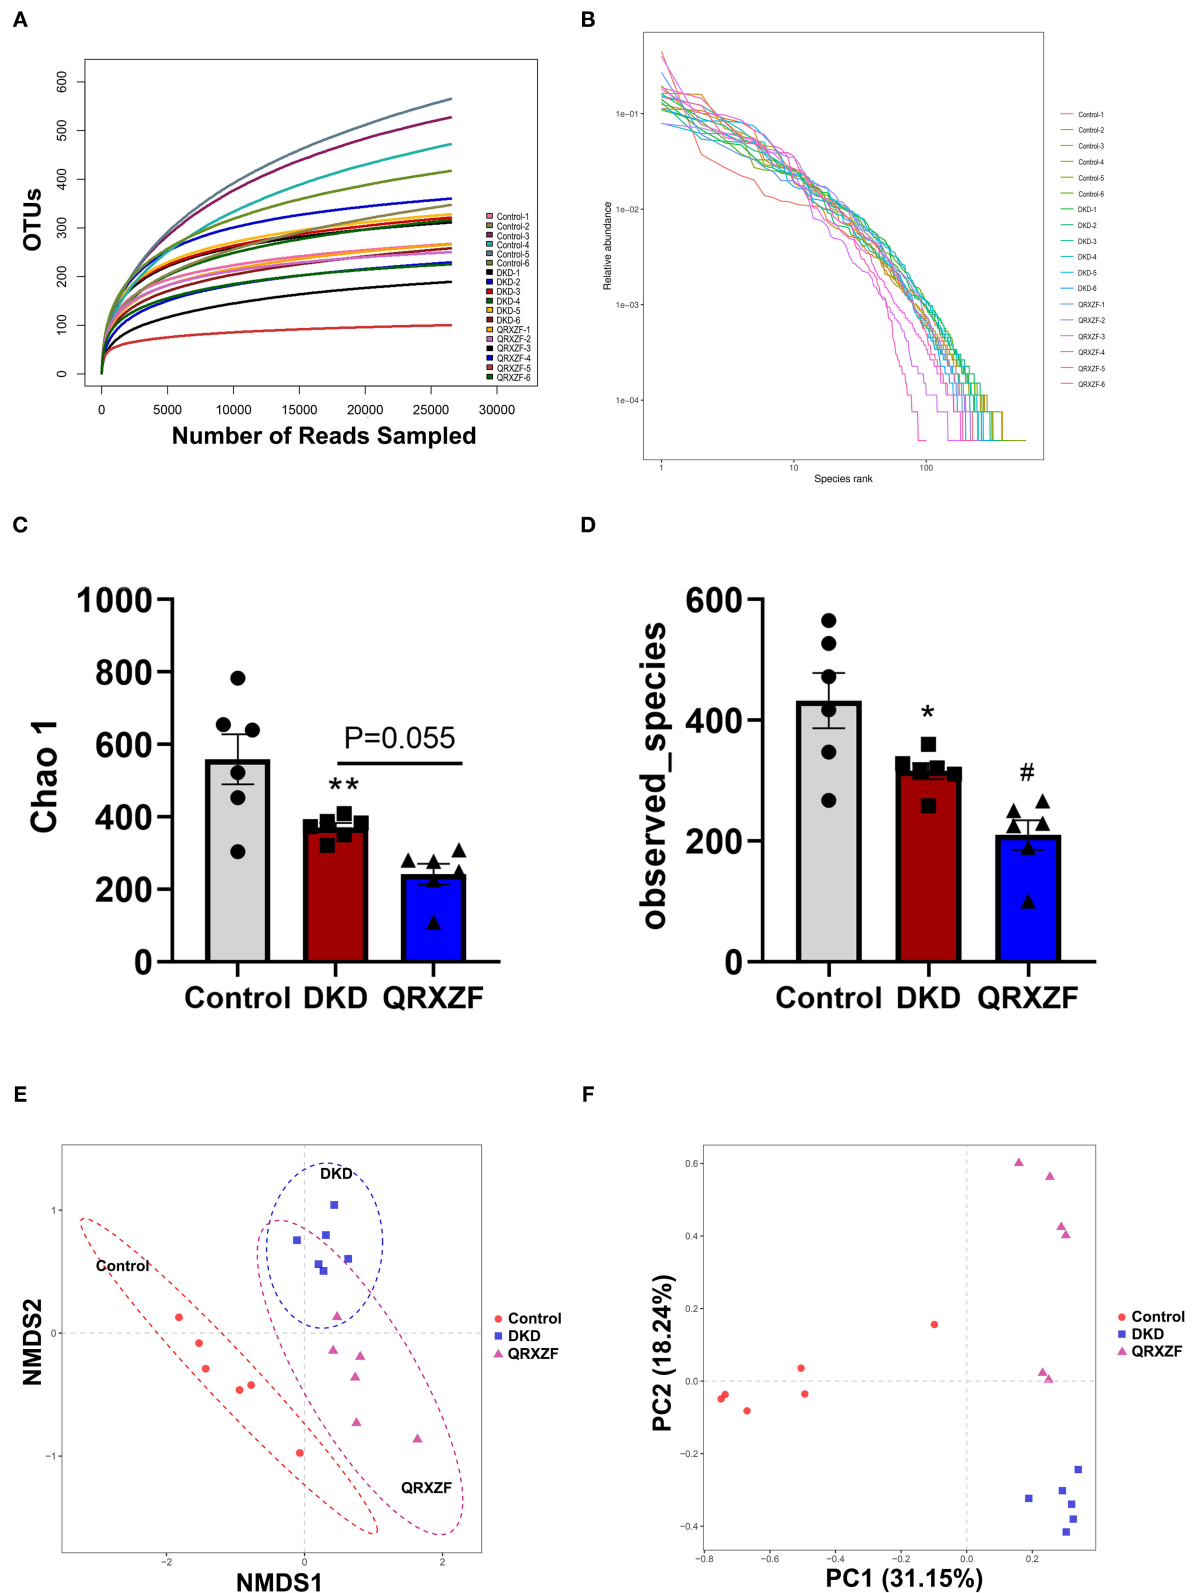 A
B
600
500
400
300
200
100
0
OTUs
0 5000 10000 15000 20000 25000 30000
Number of Reads Sampled
Control-1
Control-2
Control-3
Control-4
Control-5
Control-6
DKD-1
DKD-2
DKD-3
DKD-4
DKD-5
DKD-6
QRXZF-1
QRXZF-2
QRXZF-3
QRXZF-4
QRXZF-5
QRXZF-6
1e-01
1e-02
1e-03
1e-04
Relative abundance
1 10 100
Species rank
Control-1
Control-2
Control-3
Control-4
Control-5
Control-6
DKD-1
DKD-2
DKD-3
DKD-4
DKD-5
DKD-6
QRXZF-1
QRXZF-2
QRXZF-3
QRXZF-4
QRXZF-5
QRXZF-6
C
D
1000
800
600
400
200
0
Chao 1
P=0.055
**
Control DKD QRXZF
600
400
200
0
observed_species
*
#
Control DKD QRXZF
E
F
1
0
−1
NMDS2
DKD
Control
QRXZF
−2 0 2
NMDS1
Control
DKD
QRXZF
0.6
0.4
0.2
0.0
−0.2
−0.4
PC2 (18.24%)
−0.8 −0.6 −0.4 −0.2 0.0 0.2
PC1 (31.15%)
Control
DKD
QRXZF